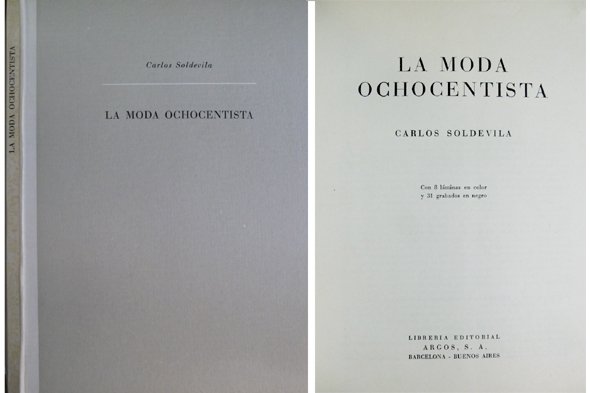 LA MODA OCHOCENTISTA
Carlos Soldevila
LA MODA OCHOCENTISTA
LA MODA
OCHOCENTISTA
CARLOS SOLDEVILA
Con 8 láminas en color
y 31 grabados en negro
LIBRERIA EDITORIAL
ARGOS, S. A.
BARCELONA - BUENOS AIRES